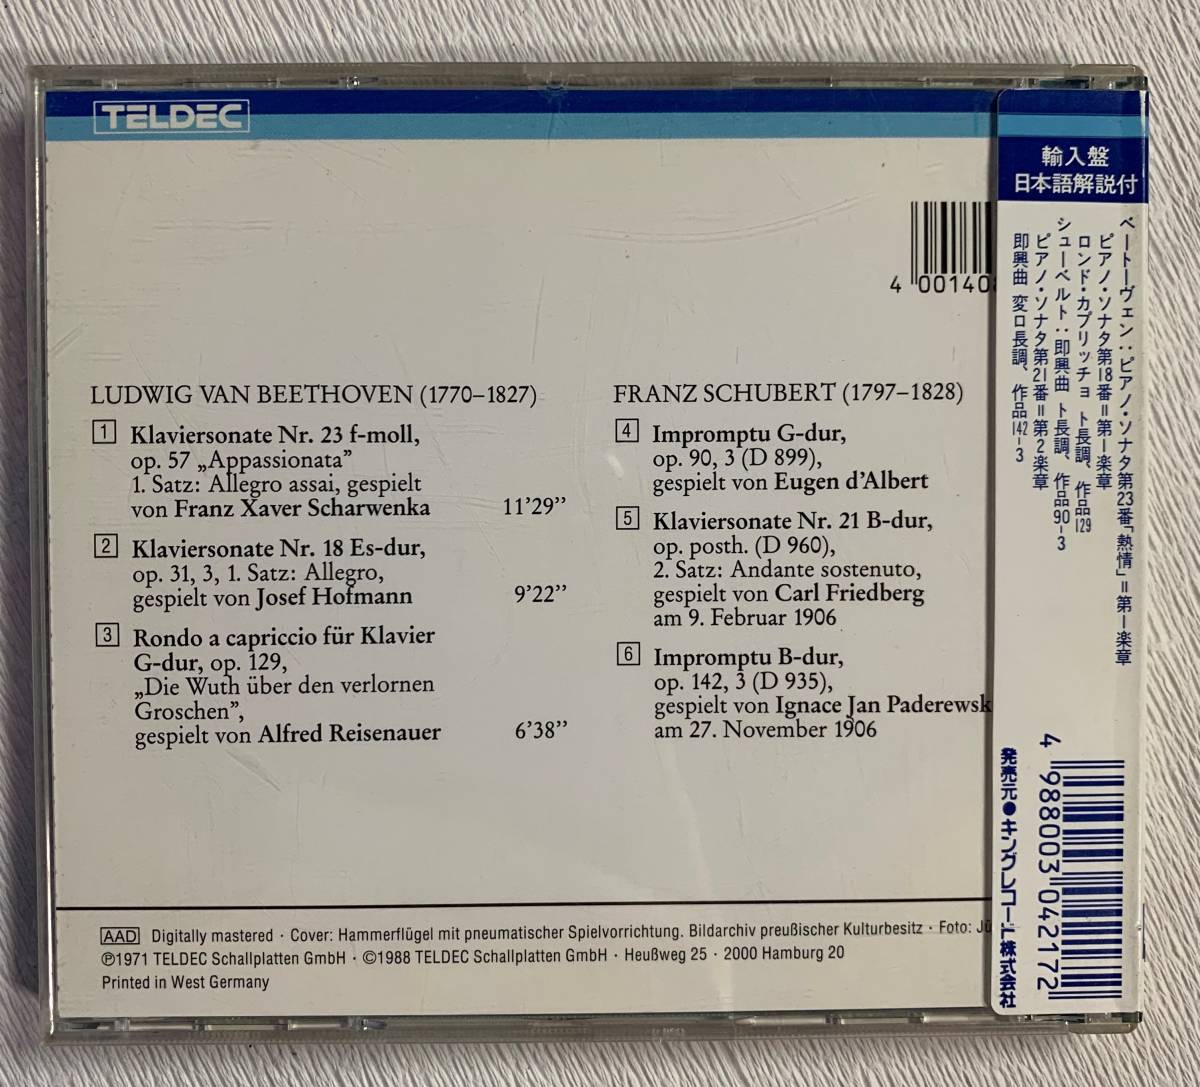 TELDEC
4 001408
LUDWIG VAN BEETHOVEN (1770–1827)
1 Klaviersonate Nr. 23 f-moll,
op. 57 „Appassionata”
1. Satz: Allegro assai, gespielt
von Franz Xaver Scharwenka 11’29”
2 Klaviersonate Nr. 18 Es-dur,
op. 31, 3, 1. Satz: Allegro,
gespielt von Josef Hofmann 9’22”
3 Rondo a capriccio für Klavier
G-dur, op. 129,
„Die Wuth über den verlornen
Groschen”,
gespielt von Alfred Reisenauer 6’38”
FRANZ SCHUBERT (1797–1828)
4 Impromptu G-dur,
op. 90, 3 (D 899),
gespielt von Eugen d’Albert
5 Klaviersonate Nr. 21 B-dur,
op. posth. (D 960),
2. Satz: Andante sostenuto,
gespielt von Carl Friedberg
am 9. Februar 1906
6 Impromptu B-dur,
op. 142, 3 (D 935),
gespielt von Ignace Jan Paderewsk
am 27. November 1906
AAD Digitally mastered · Cover: Hammerflügel mit pneumatischer Spielvorrichtung. Bildarchiv preußischer Kulturbesitz · Foto: Jü
℗1971 TELDEC Schallplatten GmbH · ©1988 TELDEC Schallplatten GmbH · Heußweg 25 · 2000 Hamburg 20
Printed in West Germany
輸入盤
日本語解説付
ベートーヴェン:ピアノ・ソナタ第23番「熱情」=第1楽章
ピアノ・ソナタ第18番=第1楽章
ロンド・カプリッチョ ト長調、作品129
シューベルト:即興曲 ト長調、作品90-3
ピアノ・ソナタ第21番=第2楽章
即興曲 変ロ長調、作品142-3
4 988003 042172
発売元●キングレコード株式会社